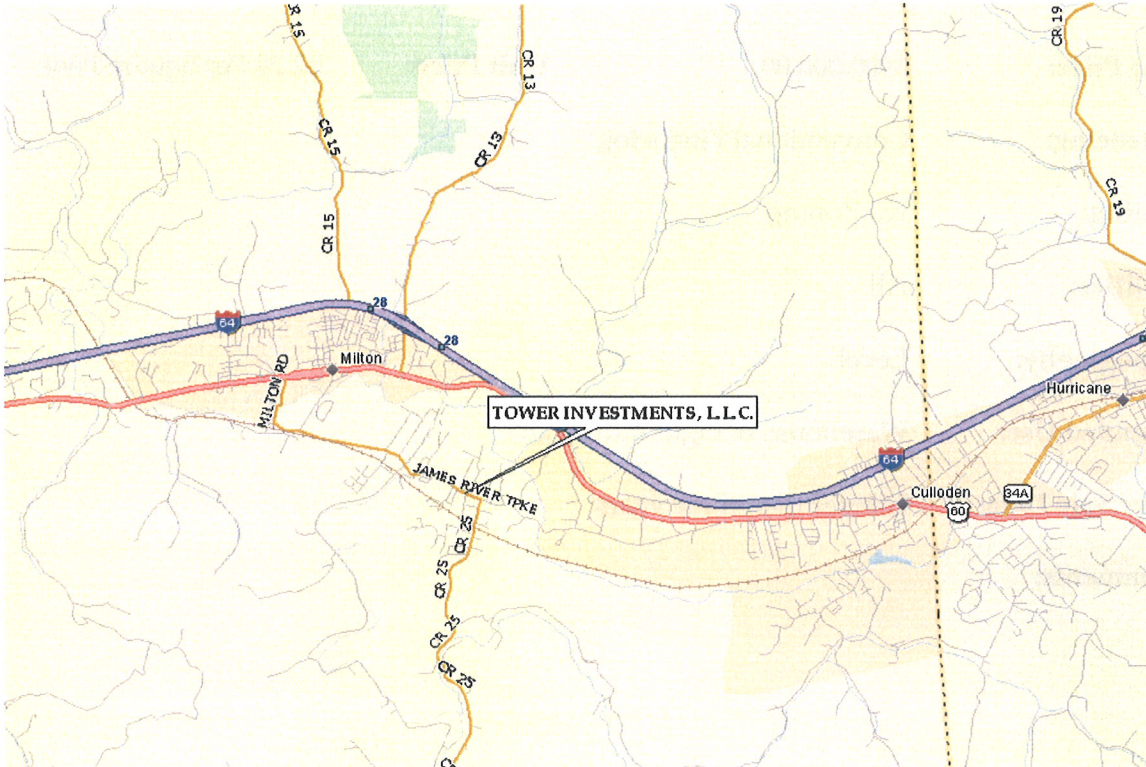 CR 15
CR 19
CR 13
CR 15
CR 13
CR 19
CR 15
28
64
28
Milton
MILTON RD
Hurricane
TOWER INVESTMENTS, L.L.C.
64
JAMES RIVER TPKE
Culloden
34A
60
CR 25
CR 25
CR 25
CR 25